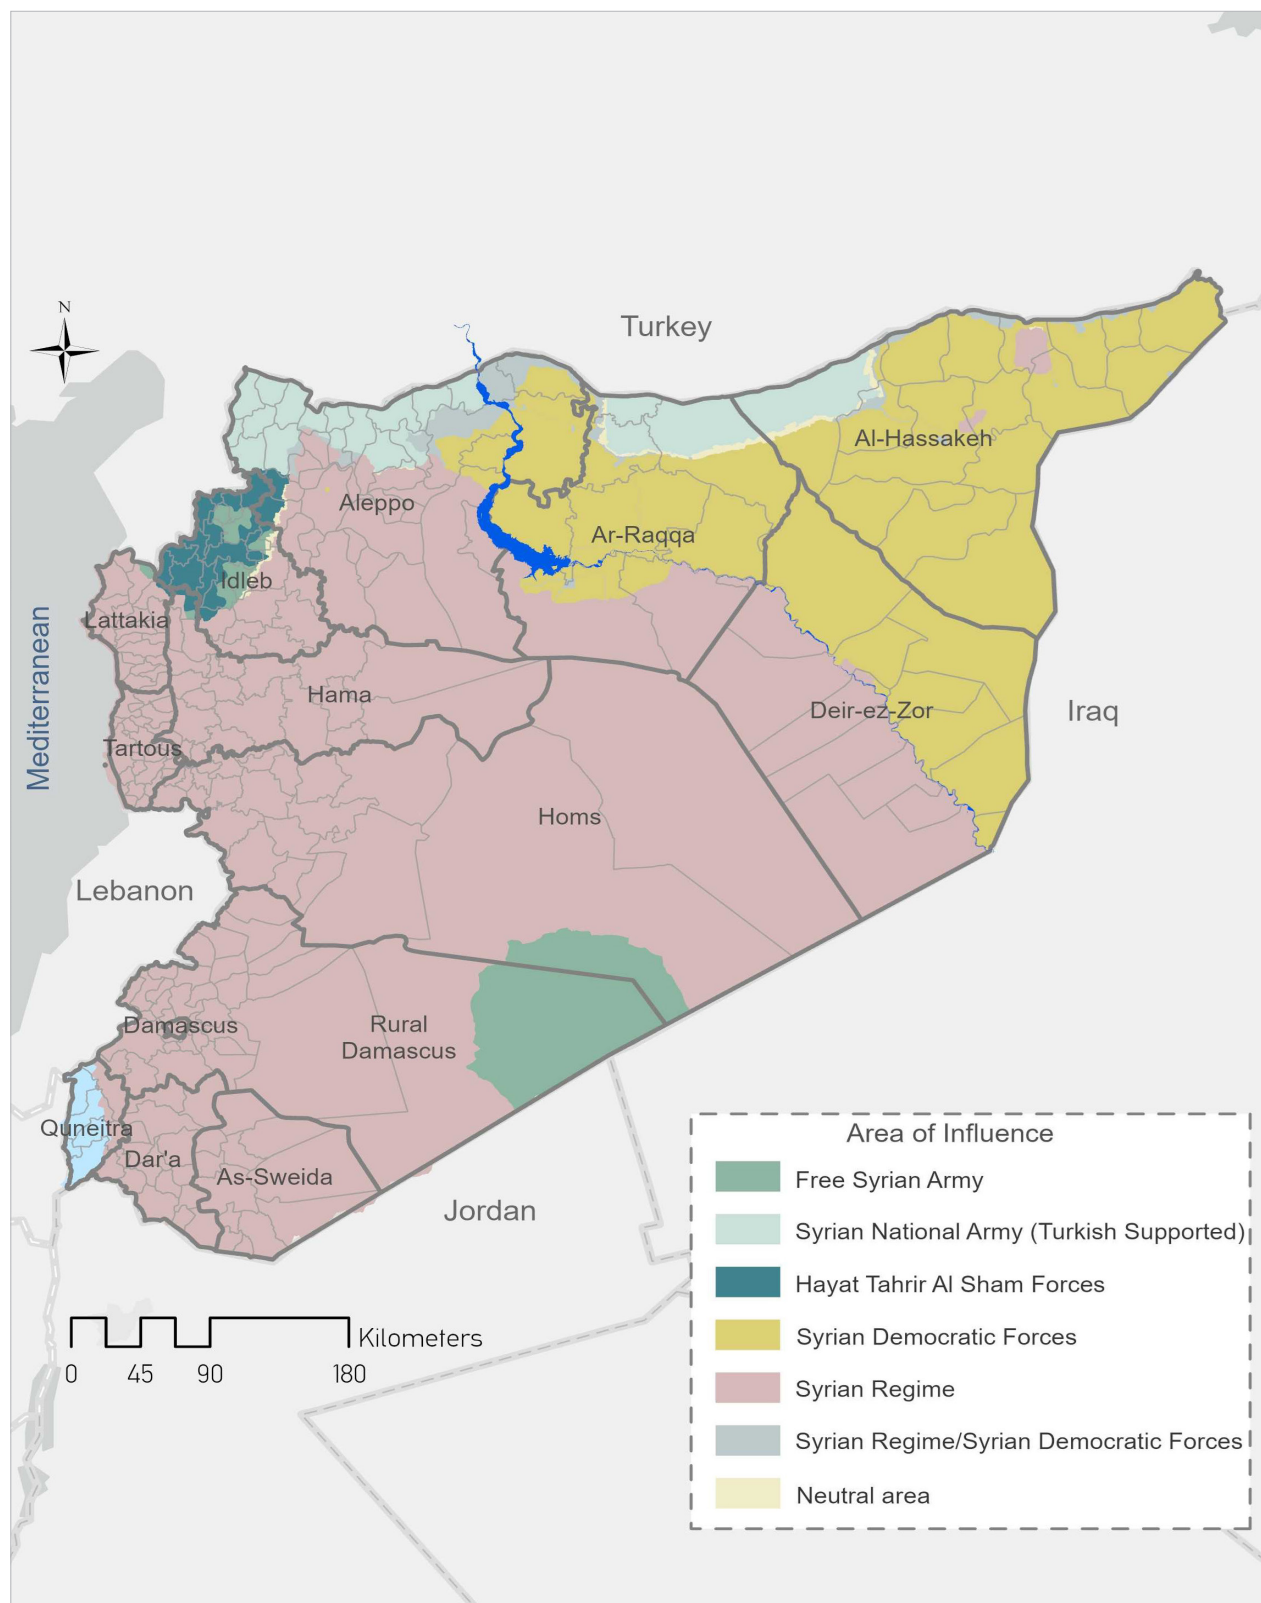 N
Turkey
Al-Hassakeh
Aleppo
Ar-Raqqa
Idleb
Lattakia
Mediterranean
Hama
Deir-ez-Zor
Iraq
Tartous
Homs
Lebanon
Damascus
Rural
Damascus
Quneitra
Dar'a
As-Sweida
Jordan
Area of Influence
Free Syrian Army
Syrian National Army (Turkish Supported)
Hayat Tahrir Al Sham Forces
Syrian Democratic Forces
Syrian Regime
Syrian Regime/Syrian Democratic Forces
Neutral area
Kilometers
0 45 90 180